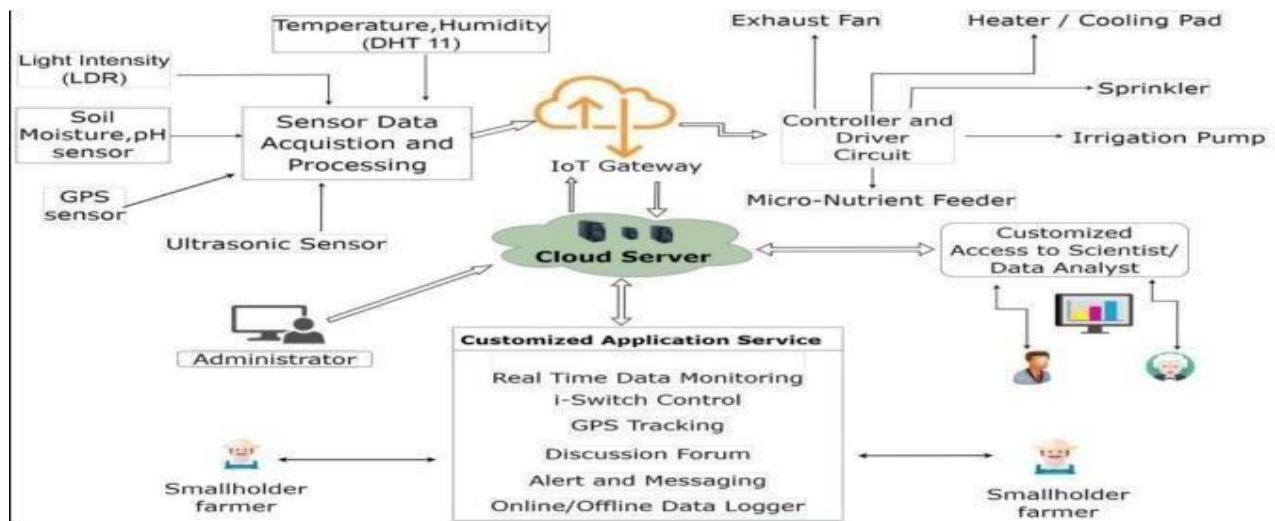 Temperature,Humidity
(DHT 11)
Exhaust Fan
Heater / Cooling Pad
Light Intensity
(LDR)
Sprinkler
Soil
Moisture,pH
sensor
Sensor Data
Acquistion and
Processing
IoT Gateway
Controller and
Driver
Circuit
Irrigation Pump
GPS
sensor
Micro-Nutrient Feeder
Ultrasonic Sensor
Cloud Server
Customized
Access to Scientist/
Data Analyst
Administrator
Customized Application Service
Real Time Data Monitoring
i-Switch Control
GPS Tracking
Discussion Forum
Alert and Messaging
Online/Offline Data Logger
Smallholder
farmer
Smallholder
farmer